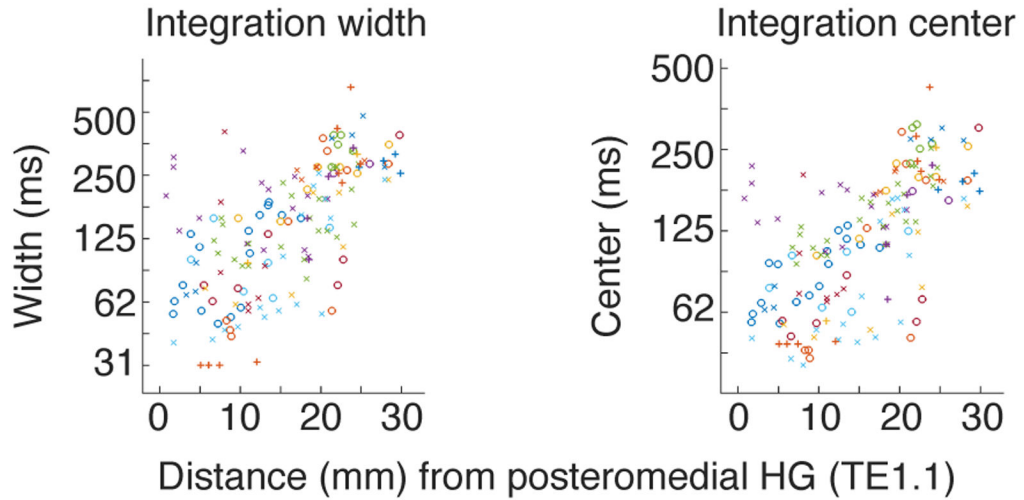 Integration width
Integration center
Width (ms)
500
250
125
62
31
0 10 20 30
Center (ms)
500
250
125
62
0 10 20 30
Distance (mm) from posteromedial HG (TE1.1)